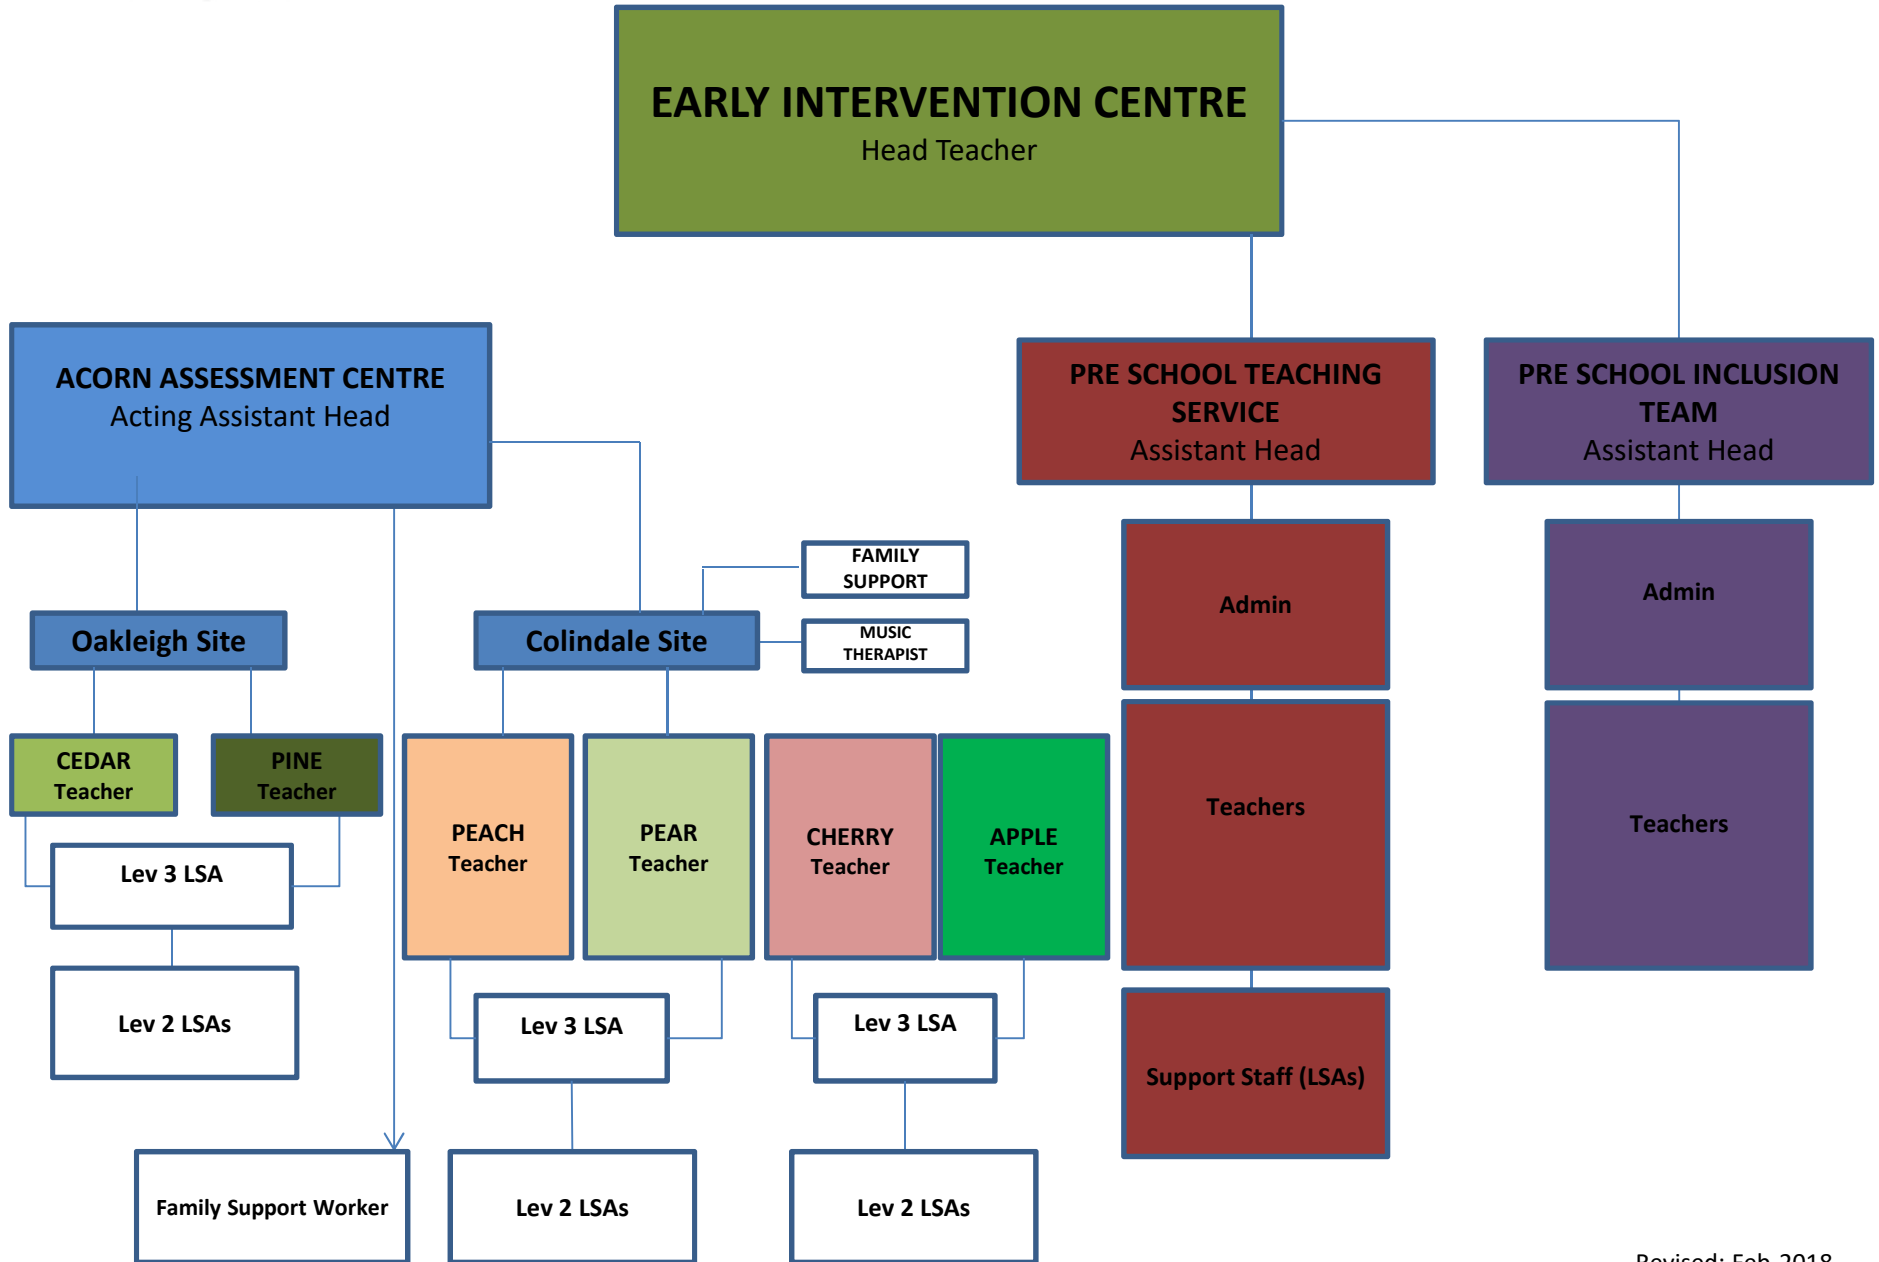 EARLY INTERVENTION CENTRE
Head Teacher
ACORN ASSESSMENT CENTRE
Acting Assistant Head
PRE SCHOOL TEACHING
SERVICE
Assistant Head
PRE SCHOOL INCLUSION
TEAM
Assistant Head
FAMILY
SUPPORT
MUSIC
THERAPIST
Oakleigh Site
Colindale Site
Admin
Admin
CEDAR
Teacher
PINE
Teacher
PEACH
Teacher
PEAR
Teacher
CHERRY
Teacher
APPLE
Teacher
Teachers
Teachers
Lev 3 LSA
Lev 2 LSAs
Lev 3 LSA
Lev 3 LSA
Support Staff (LSAs)
Family Support Worker
Lev 2 LSAs
Lev 2 LSAs
Revised: Feb 2018